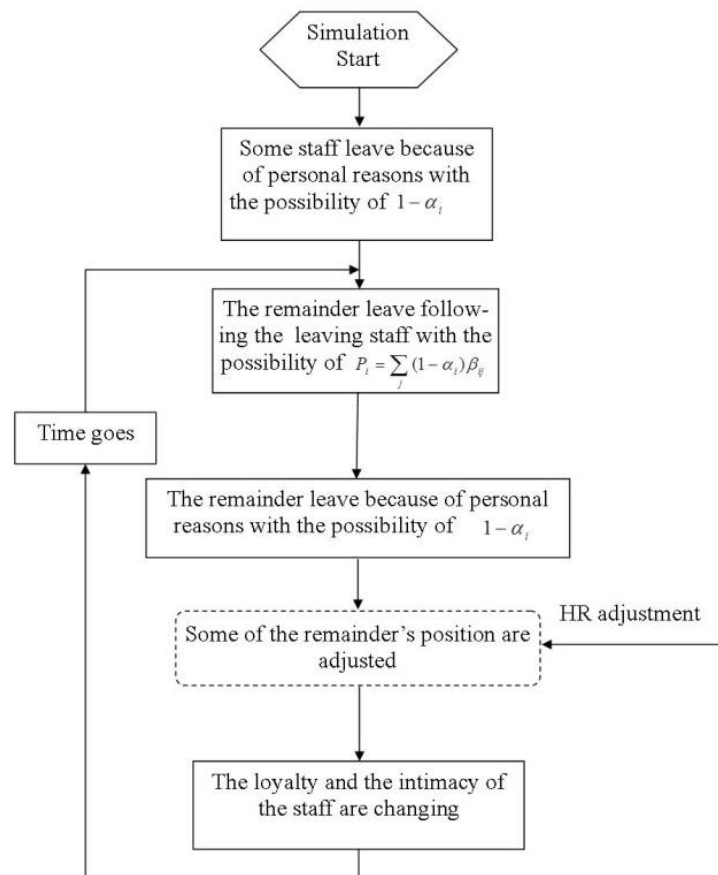 Simulation
Start
Some staff leave because
of personal reasons with
the possibility of 1 − α_i
The remainder leave follow-
ing the leaving staff with the
possibility of P_i = ∑_j (1 − α_i)β_ij
Time goes
The remainder leave because of personal
reasons with the possibility of 1 − α_i
HR adjustment
Some of the remainder's position are
adjusted
The loyalty and the intimacy of
the staff are changing